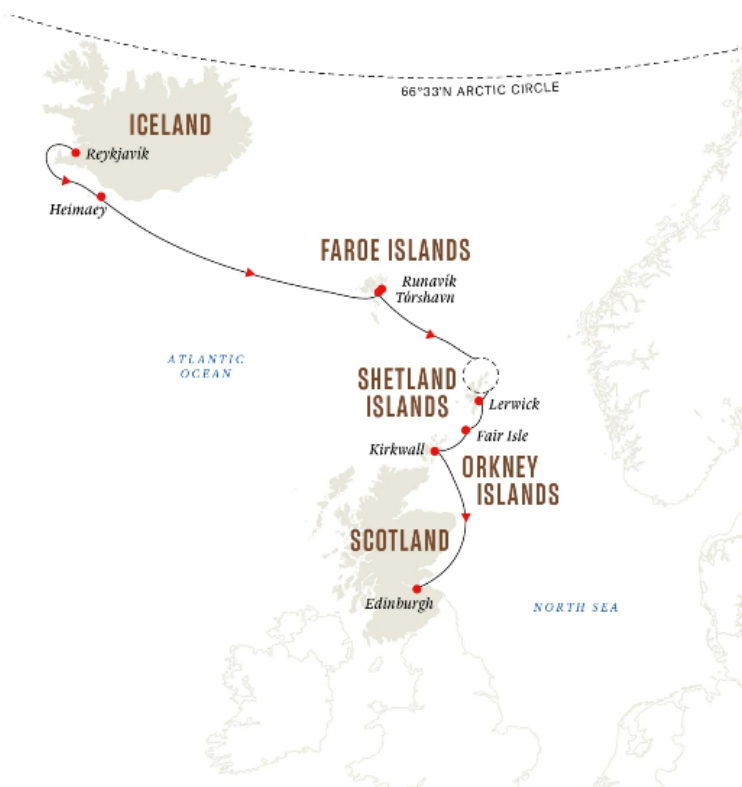 66°33'N ARCTIC CIRCLE
ICELAND
Reykjavík
Heimaey
FAROE ISLANDS
Runavík
Tórshavn
ATLANTIC
OCEAN
SHETLAND
ISLANDS
Lerwick
Fair Isle
Kirkwall
ORKNEY
ISLANDS
SCOTLAND
Edinburgh
NORTH SEA